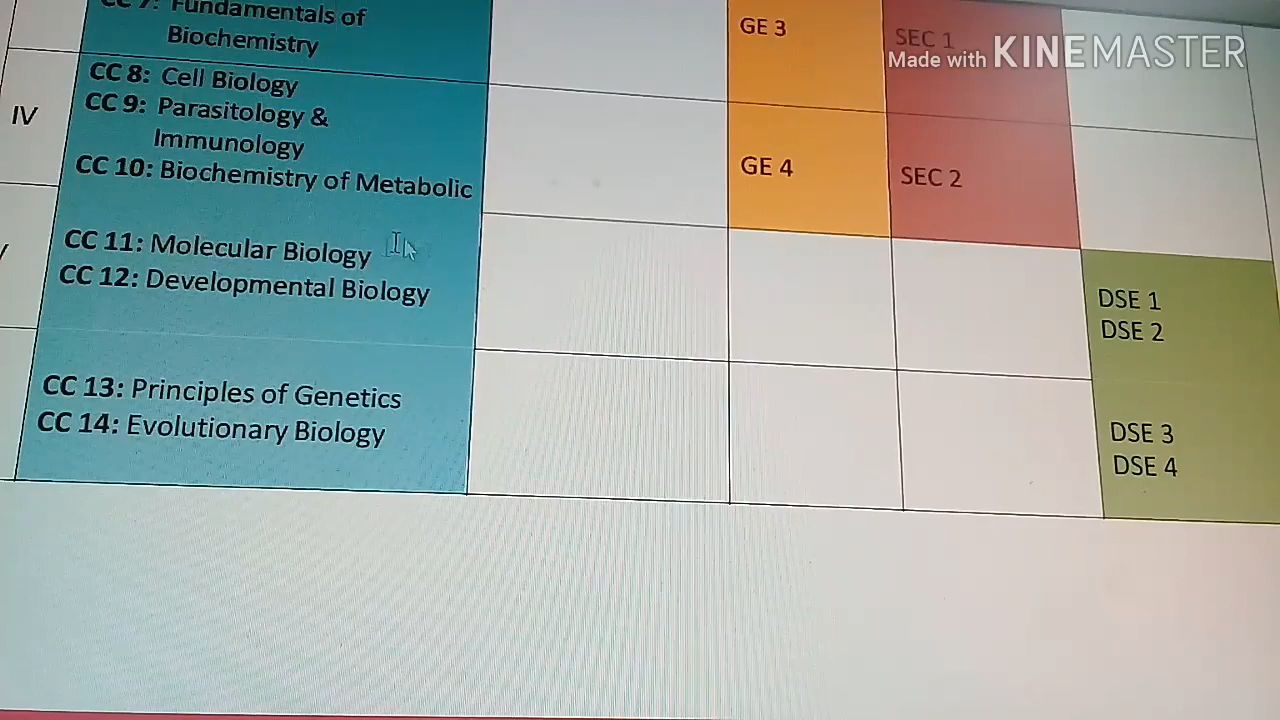 CC 7: Fundamentals of
Biochemistry
GE 3
SEC 1
Made with KINEMASTER
IV
CC 8: Cell Biology
CC 9: Parasitology &
Immunology
CC 10: Biochemistry of Metabolic
GE 4
SEC 2
CC 11: Molecular Biology
CC 12: Developmental Biology
DSE 1
DSE 2
CC 13: Principles of Genetics
CC 14: Evolutionary Biology
DSE 3
DSE 4